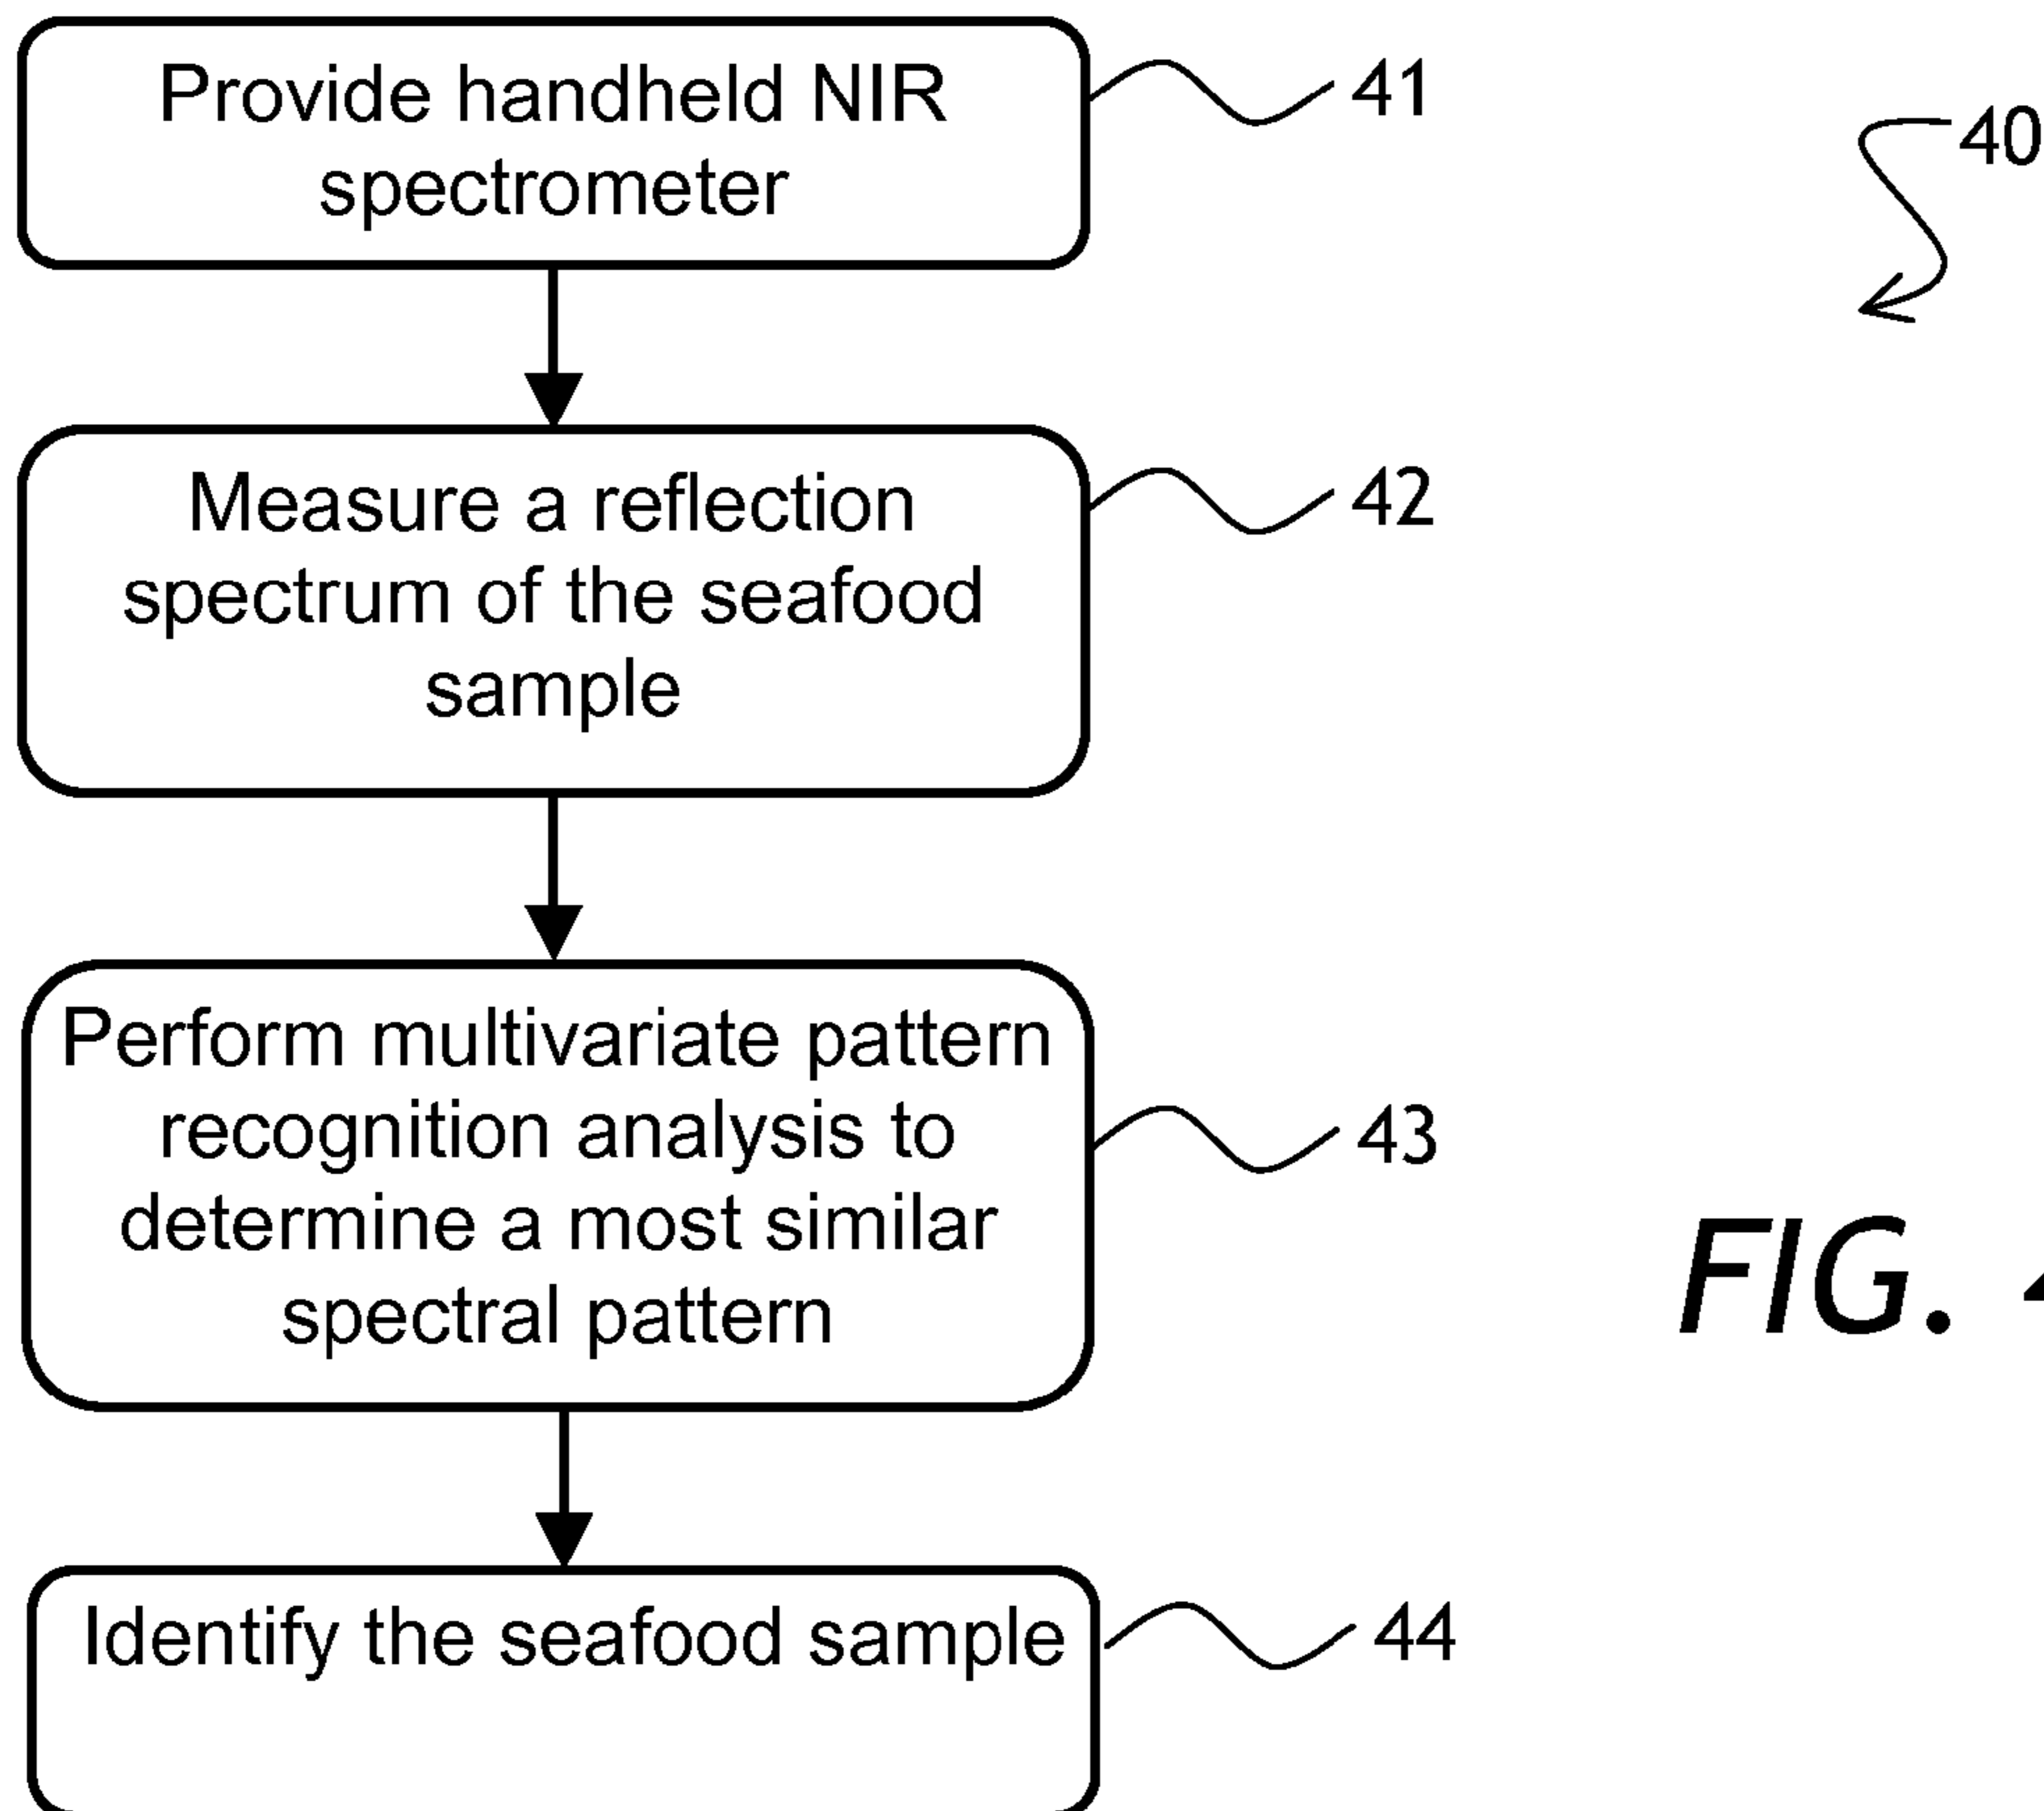 Provide handheld NIR
spectrometer
41
40
Measure a reflection
spectrum of the seafood
sample
42
Perform multivariate pattern
recognition analysis to
determine a most similar
spectral pattern
43
FIG.
Identify the seafood sample
44